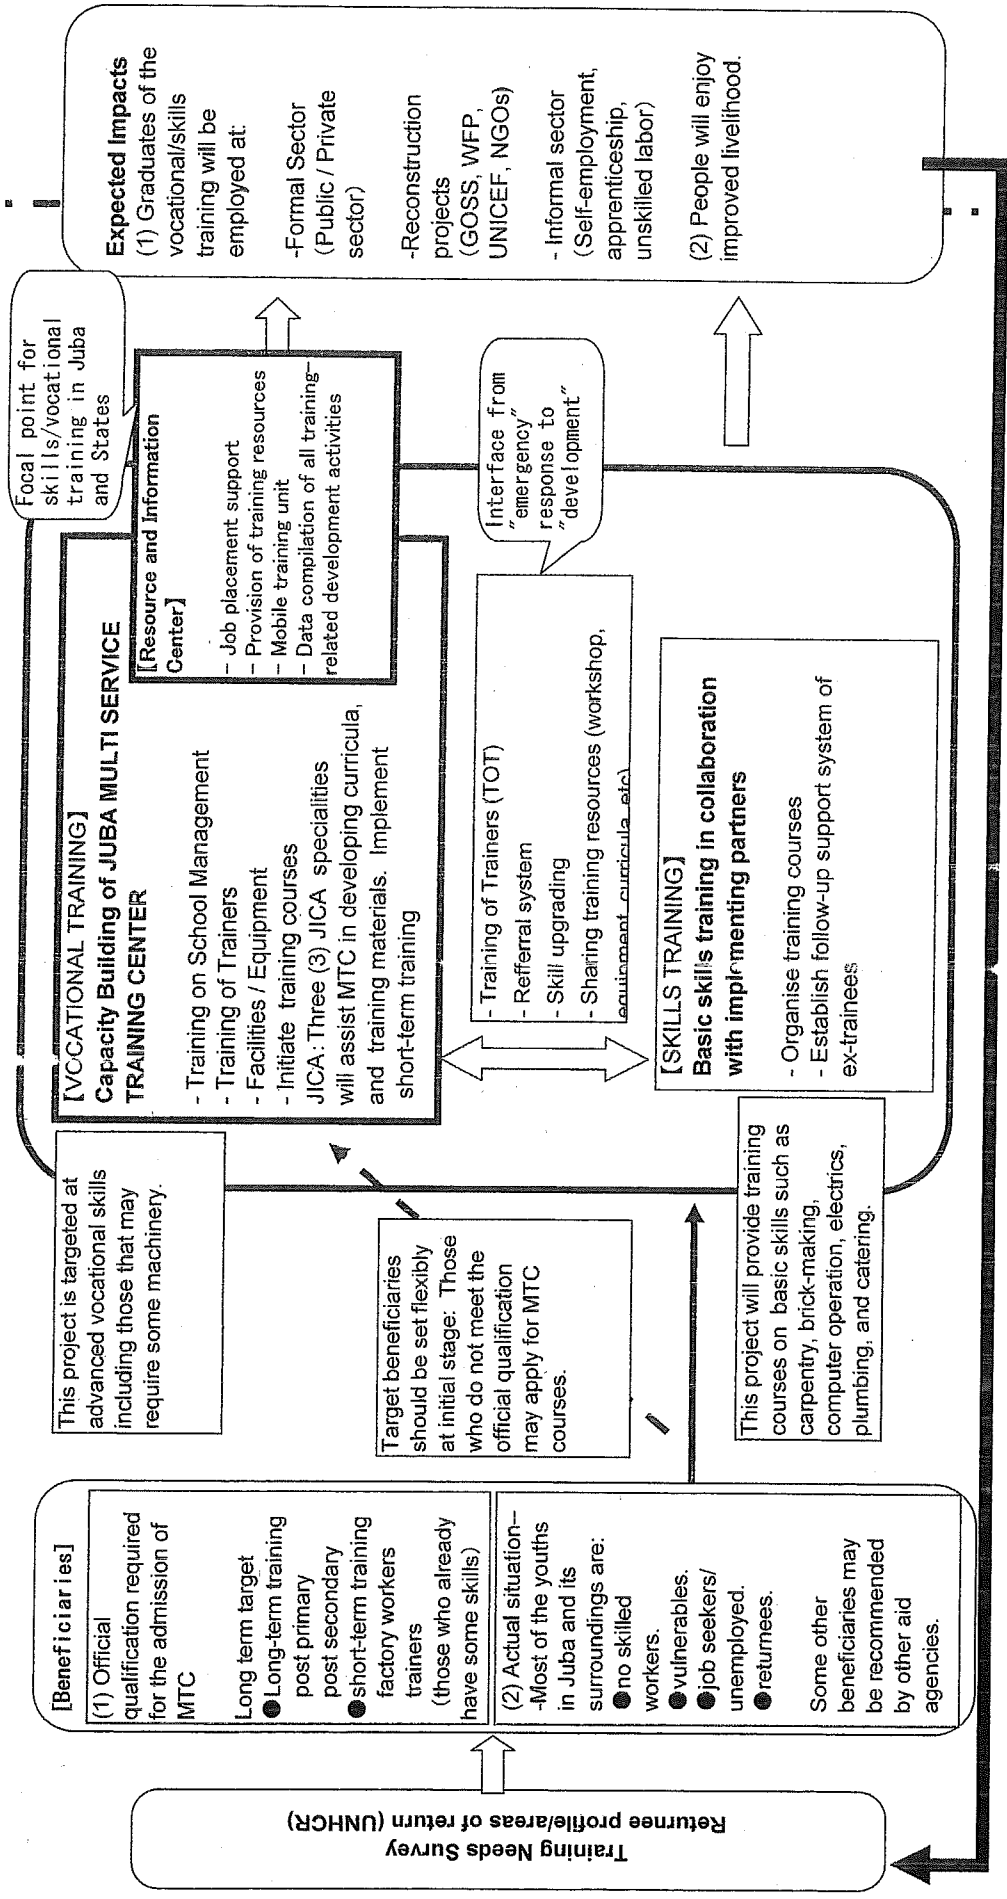 Training Needs Survey
Returnee profile/areas of return (UNHCR)
[Beneficiaries]
(1) Official
qualification required
for the admission of
MTC
Long term target
●Long-term training
post primary
post secondary
●short-term training
factory workers
trainers
(those who already
have some skills)
(2) Actual situation--
-Most of the youths
in Juba and its
surroundings are:
●no skilled
workers.
●vulnerables.
●job seekers/
unemployed.
●returnees.
Some other
beneficiaries may
be recommended
by other aid
agencies.
This project is targeted at
advanced vocational skills
including those that may
require some machinery.
Target beneficiaries
should be set flexibly
at initial stage: Those
who do not meet the
official qualification
may apply for MTC
courses.
This project will provide training
courses on basic skills such as
carpentry, brick-making,
computer operation, electrics,
plumbing, and catering.
[VOCATIONAL TRAINING]
Capacity Building of JUBA MULTI SERVICE
TRAINING CENTER
- Training on School Management
- Training of Trainers
- Facilities / Equipment
- Initiate training courses
JICA: Three (3) JICA specialities
will assist MTC in developing curricula,
and training materials. Implement
short-term training
[Resource and Information
Center]
- Job placement support
- Provision of training resources
- Mobile training unit
- Data compilation of all training-
related development activities
Focal point for
skills/vocational
training in Juba
and States
- Training of Trainers (TOT)
- Refferral system
- Skill upgrading
- Sharing training resources (workshop,
equipment, curricula, etc)
Interface from
"emergency"
response to
"development"
[SKILLS TRAINING]
Basic skills training in collaboration
with implementing partners
- Organise training courses
- Establish follow-up support system of
ex-trainees
Expected Impacts
(1) Graduates of the
vocational/skills
training will be
employed at:
-Formal Sector
(Public / Private
sector)
-Reconstruction
projects
(GOSS, WFP,
UNICEF, NGOs)
- Informal sector
(Self-employment,
apprenticeship,
unskilled labor)
(2) People will enjoy
improved livelihood.